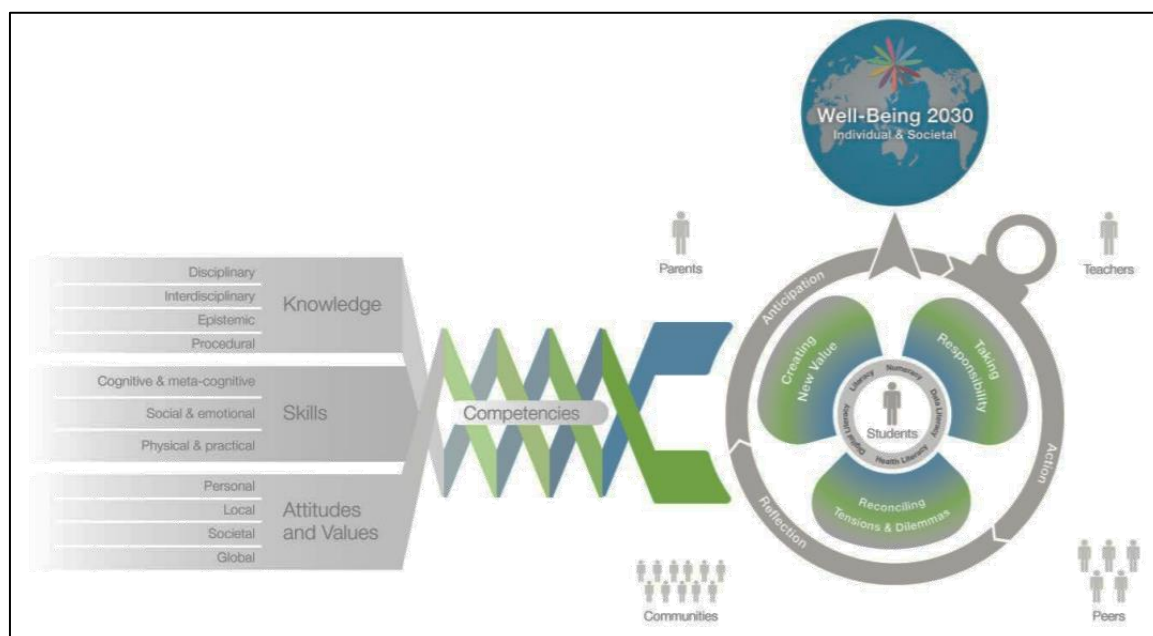 Well-Being 2030
Individual & Societal
Parents
Teachers
Disciplinary
Interdisciplinary
Epistemic
Procedural
Knowledge
Cognitive & meta-cognitive
Social & emotional
Physical & practical
Skills
Personal
Local
Societal
Global
Attitudes
and Values
Competencies
Anticipation
Action
Reflection
Creating
New Value
Taking
Responsibility
Reconciling
Tensions & Dilemmas
Literacy
Numeracy
Data Literacy
Health Literacy
Digital Literacy
Students
Communities
Peers